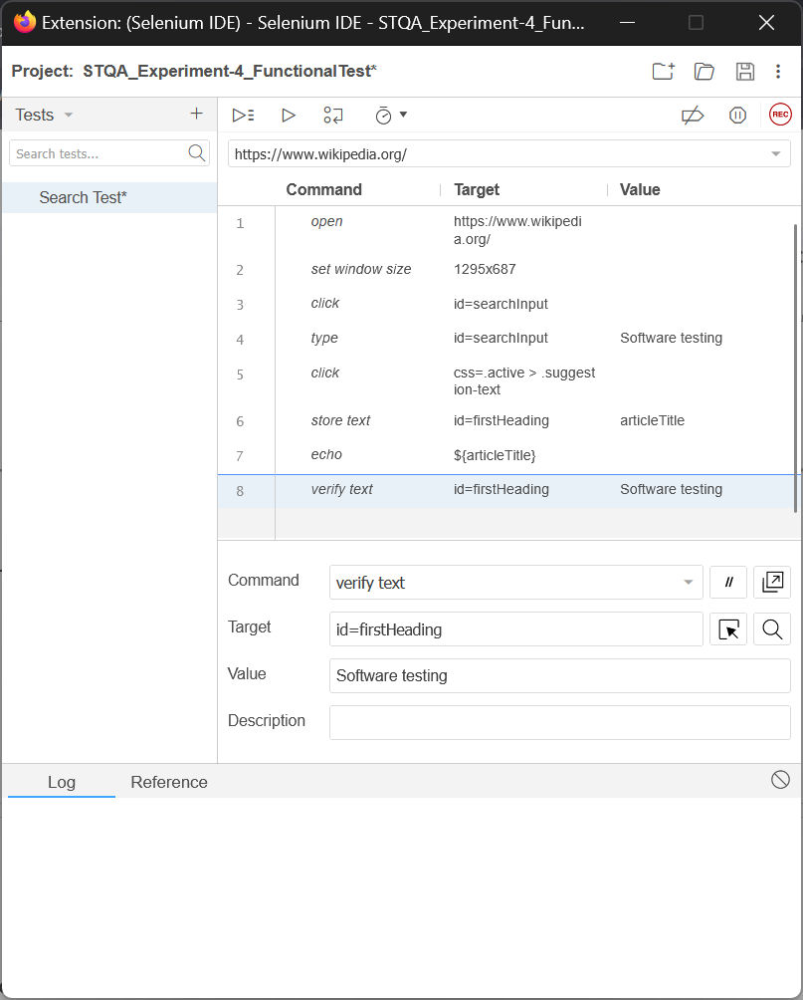 Extension: (Selenium IDE) - Selenium IDE - STQA_Experiment-4_Fun...
Project: STQA_Experiment-4_FunctionalTest*
Tests
Search tests...
Search Test*
REC
https://www.wikipedia.org/
Command Target Value
1 open https://www.wikipedi
a.org/
2 set window size 1295x687
3 click id=searchInput
4 type id=searchInput Software testing
5 click css=.active > .suggest
ion-text
6 store text id=firstHeading articleTitle
7 echo ${articleTitle}
8 verify text id=firstHeading Software testing
Command verify text //
Target id=firstHeading
Value Software testing
Description
Log Reference